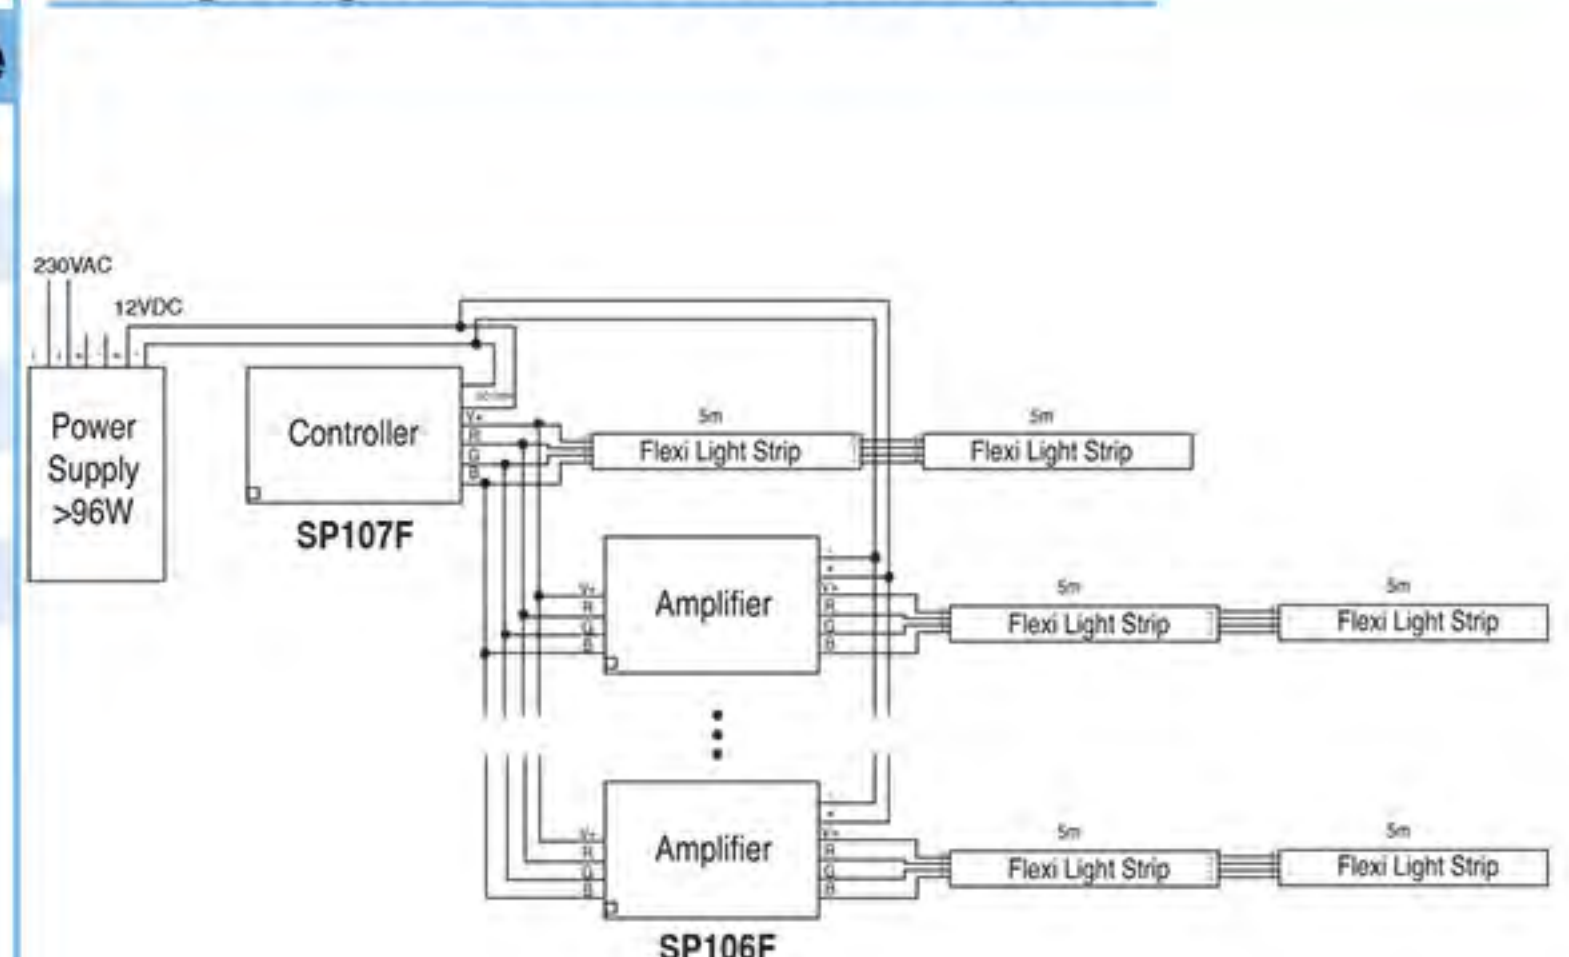 e
230VAC
12VDC
Power
Supply
>96W
Controller
V+
R
G
B
SP107F
5m
Flexi Light Strip
5m
Flexi Light Strip
V+
R
G
B
Amplifier
-
+
V+
R
G
B
5m
Flexi Light Strip
5m
Flexi Light Strip
V+
R
G
B
Amplifier
-
+
V+
R
G
B
SP106F
5m
Flexi Light Strip
5m
Flexi Light Strip